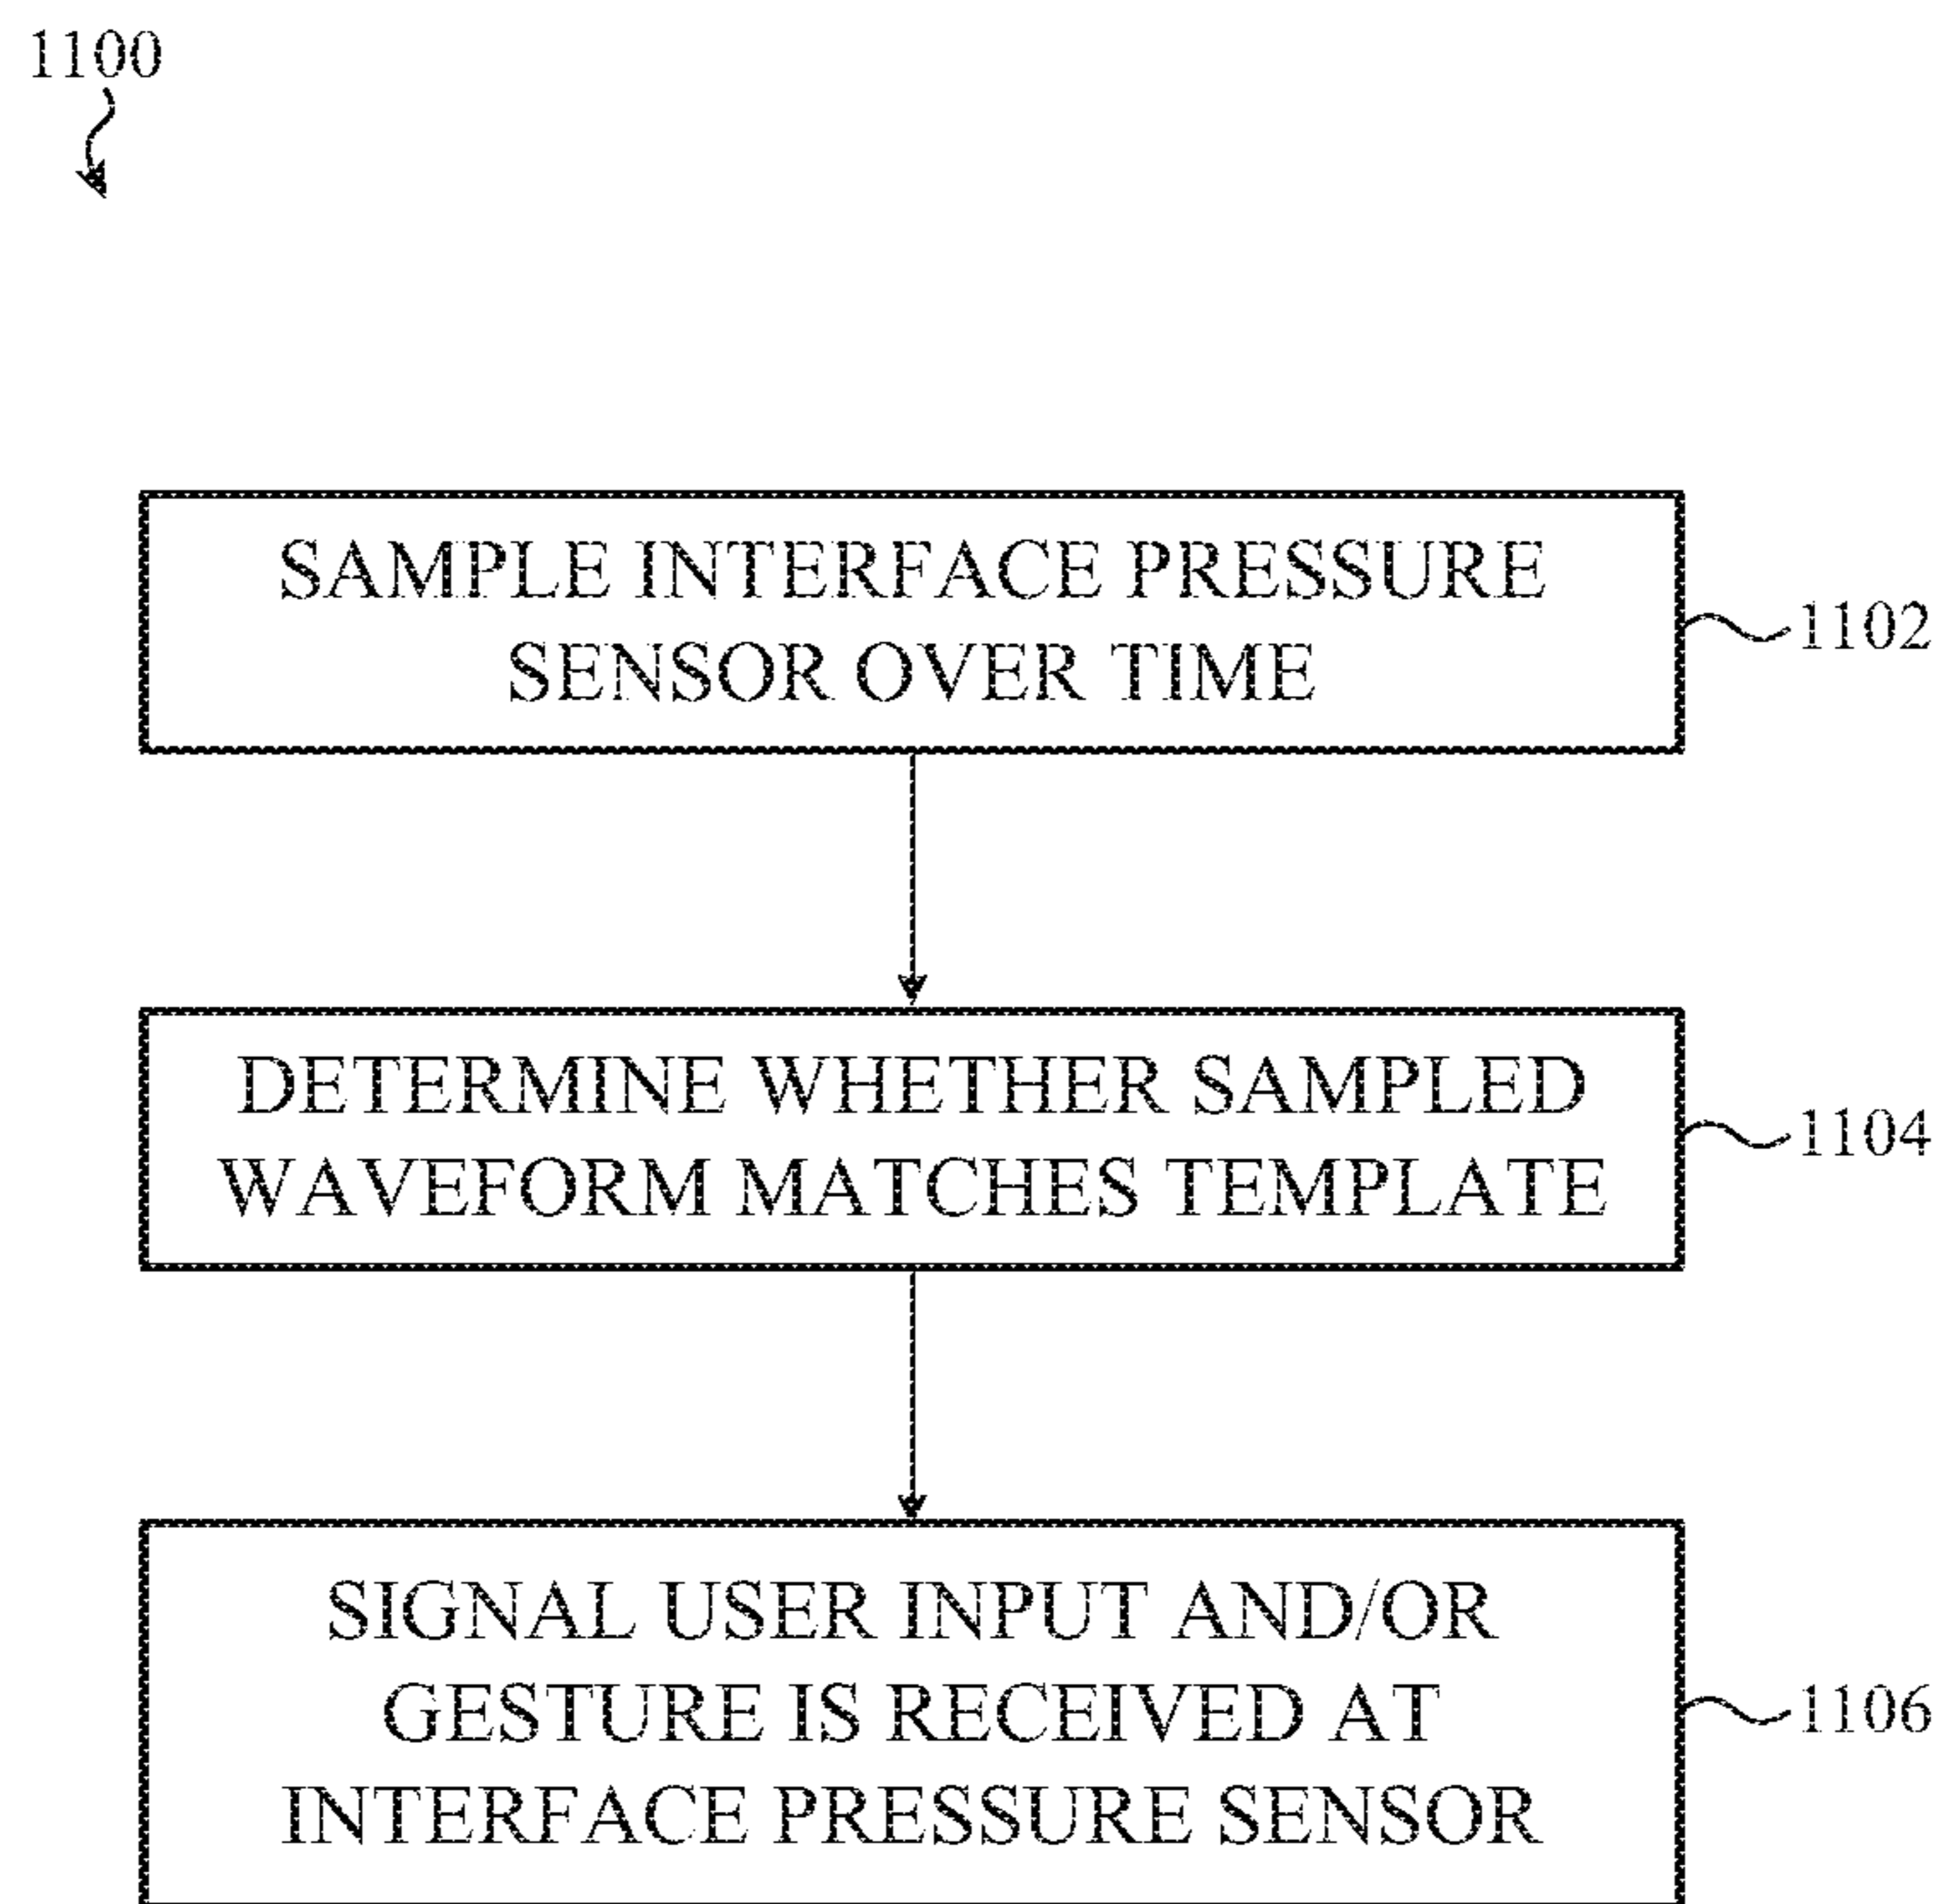 1100
SAMPLE INTERFACE PRESSURE
SENSOR OVER TIME
1102
DETERMINE WHETHER SAMPLED
WAVEFORM MATCHES TEMPLATE
1104
SIGNAL USER INPUT AND/OR
GESTURE IS RECEIVED AT
INTERFACE PRESSURE SENSOR
1106